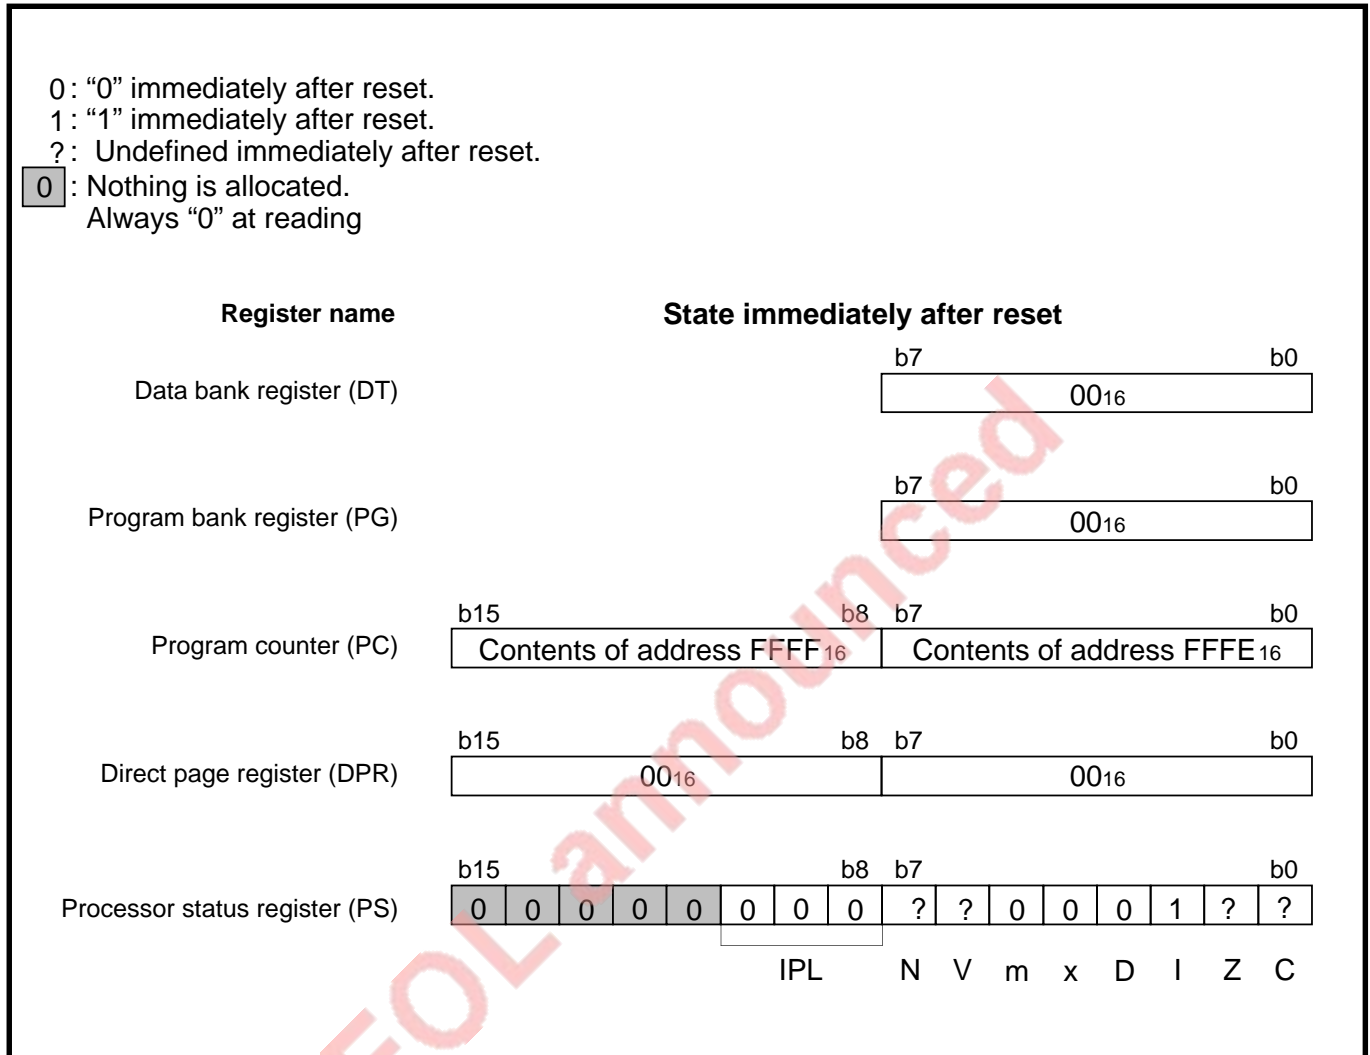 0 : “0” immediately after reset.
1 : “1” immediately after reset.
? : Undefined immediately after reset.
0 : Nothing is allocated.
Always “0” at reading
Register name State immediately after reset
b7 b0
Data bank register (DT) 0016
b7 b0
Program bank register (PG) 0016
b15 b8 b7 b0
Program counter (PC) Contents of address FFFF16 Contents of address FFFE16
b15 b8 b7 b0
Direct page register (DPR) 0016 0016
b15 b8 b7 b0
Processor status register (PS) 0 0 0 0 0 0 0 0 ? ? 0 0 0 1 ? ?
IPL N V m x D I Z C
EOL announced